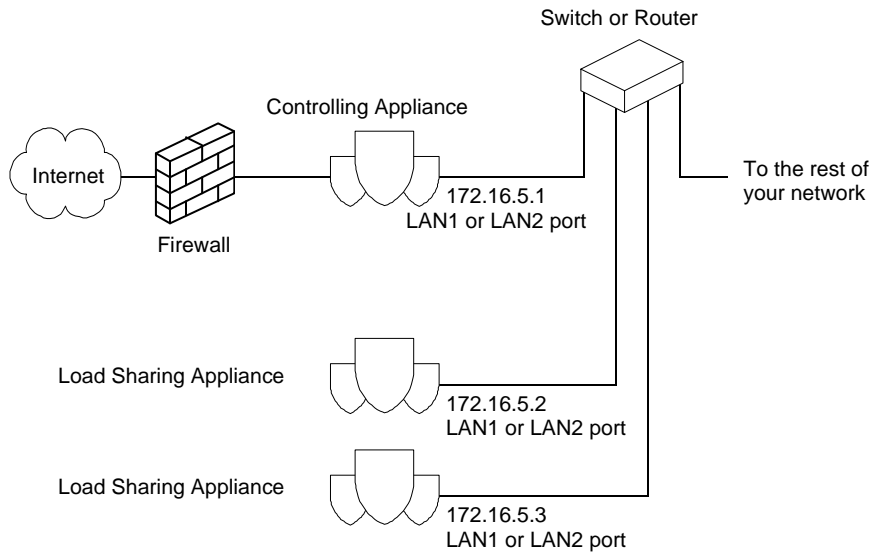 Switch or Router
Controlling Appliance
Internet
Firewall
172.16.5.1
LAN1 or LAN2 port
To the rest of
your network
Load Sharing Appliance
172.16.5.2
LAN1 or LAN2 port
Load Sharing Appliance
172.16.5.3
LAN1 or LAN2 port